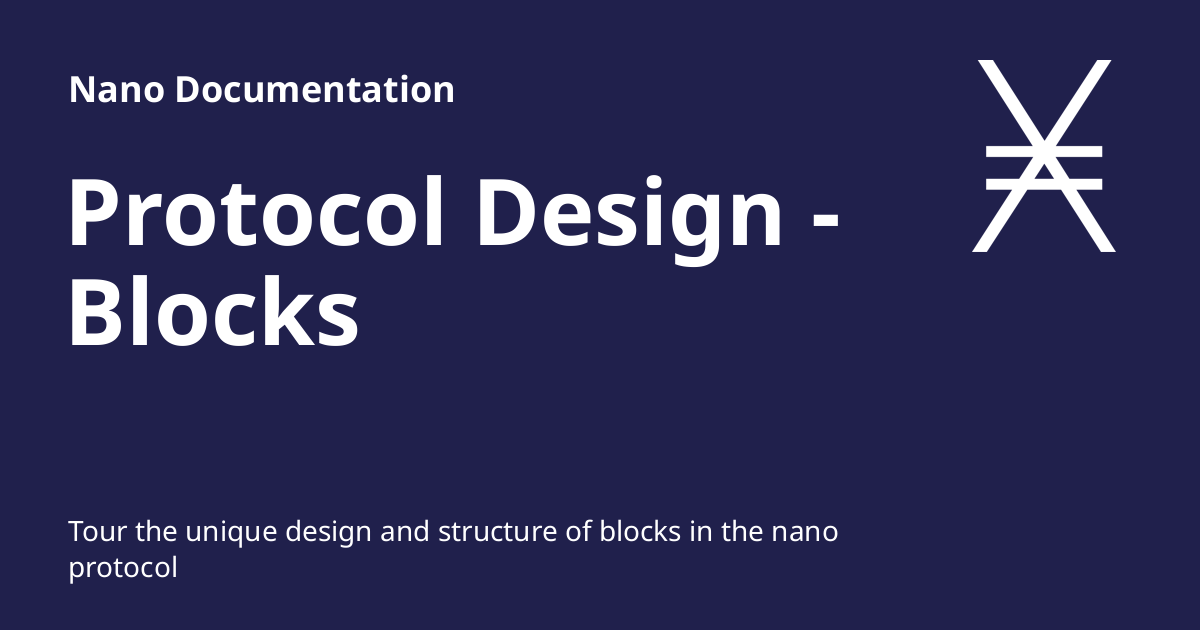 Nano Documentation
Protocol Design -
Blocks
Tour the unique design and structure of blocks in the nano
protocol